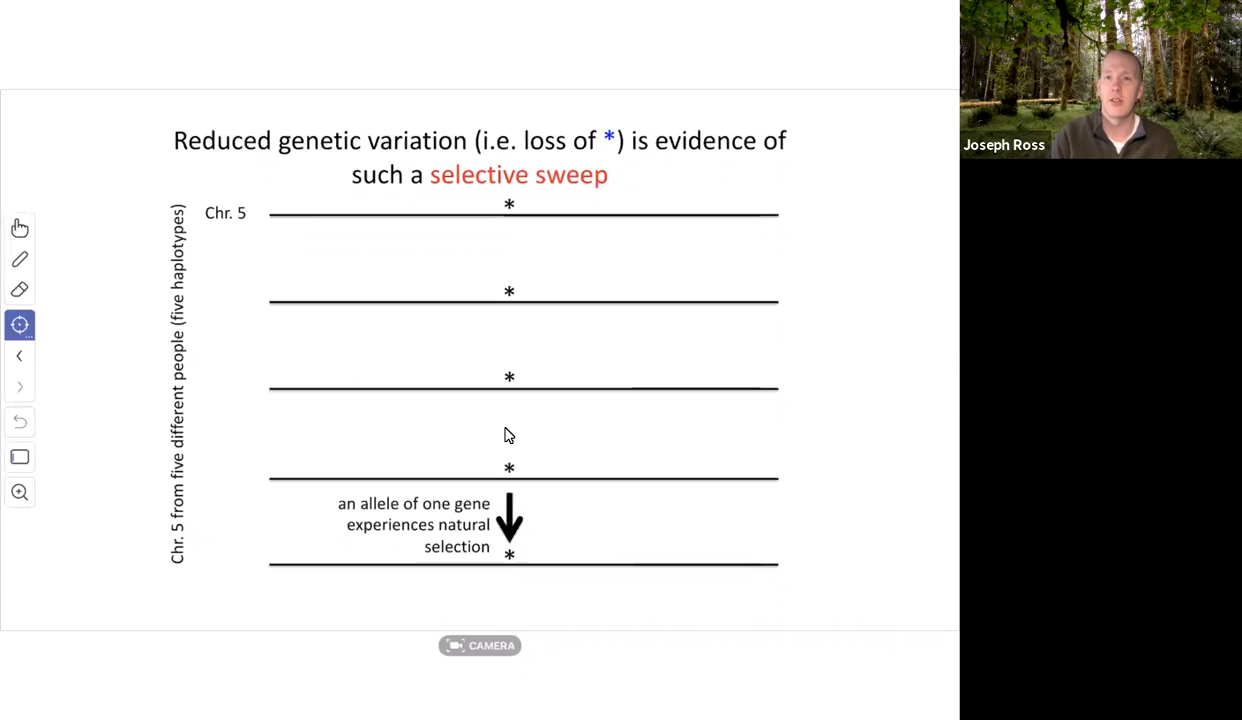 Reduced genetic variation (i.e. loss of *) is evidence of
such a selective sweep
Chr. 5
*
*
*
*
an allele of one gene
experiences natural
selection
*
Chr. 5 from five different people (five haplotypes)
CAMERA
Joseph Ross